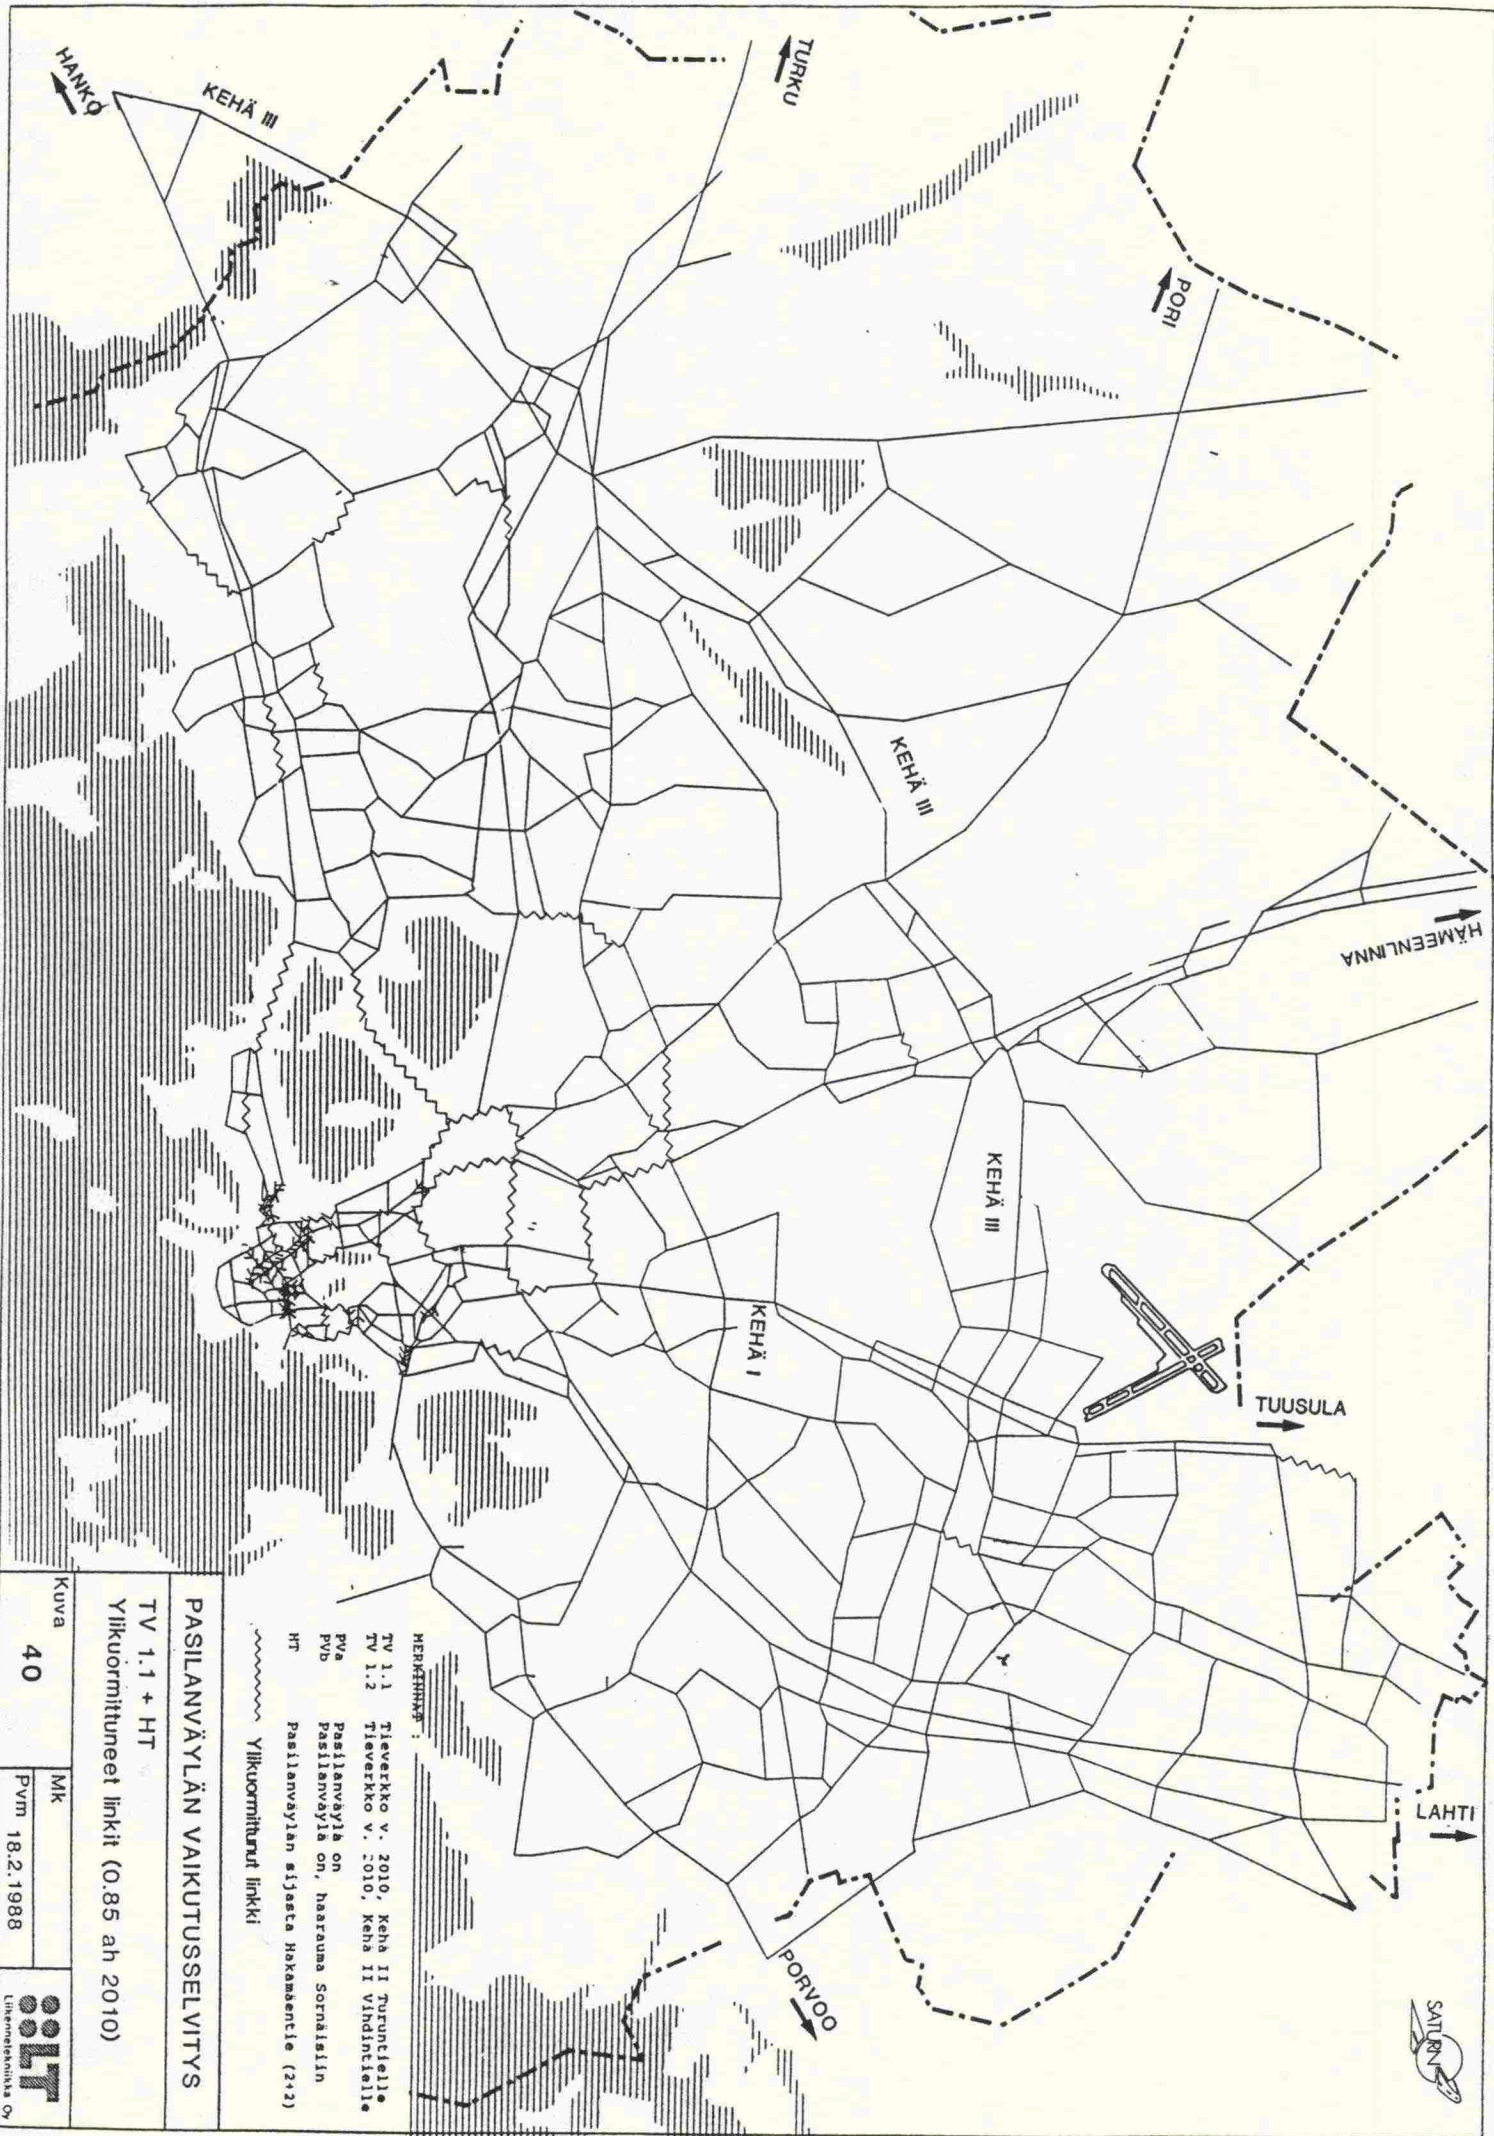 HANKO
KEHÄ III
TURKU
PORI
KEHÄ III
HÄMEENLINNA
KEHÄ III
KEHÄ I
TUUSULA
LAHTI
PORVOO
SATURN
MERKINNÄT :
TV 1.1 Tieverkko v. 2010, Kehä II Turuntielle
TV 1.2 Tieverkko v. 2010, Kehä II Vihdintielle
PVa Pasilanväylä on
PVb Pasilanväylä on, haarauma Sörnäisiin
HT Pasilanväylän sijasta Hakamäentie (2+2)
Ylikuormittunut linkki
PASILANVÄYLÄN VAIKUTUSSELVITYS
TV 1.1 + HT
Ylikuormittuneet linkit (0.85 ah 2010)
Kuva 40
Mk
Pvm 18.2.1988
LT
Liikennetekniikka Oy